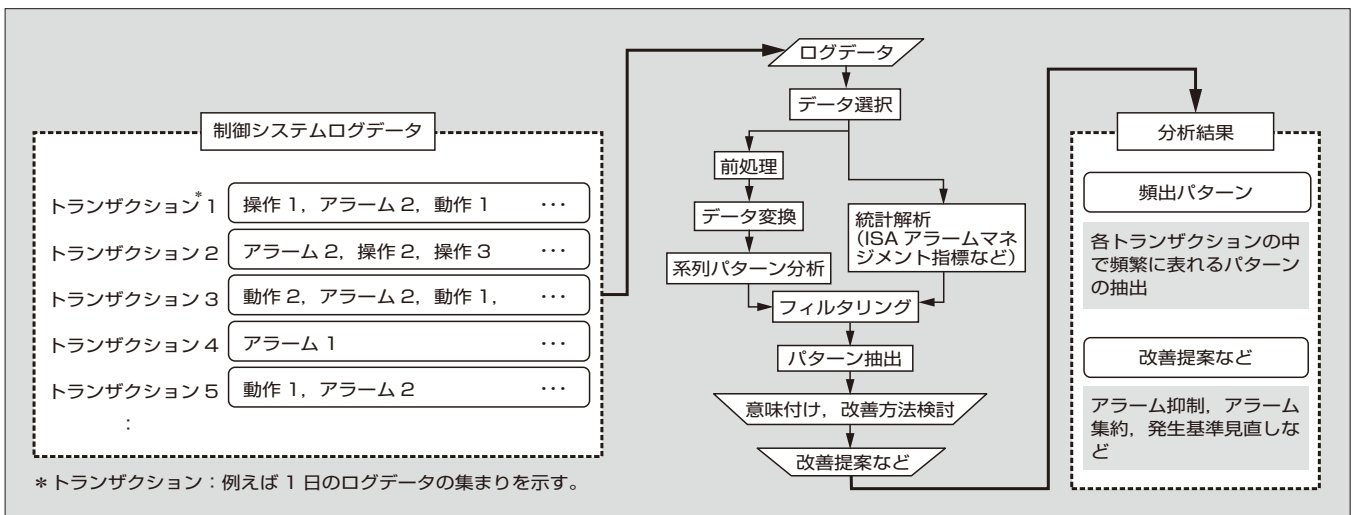 制御システムログデータ
トランザクション*1
操作 1，アラーム 2，動作 1 ･･･
トランザクション 2
アラーム 2，操作 2，操作 3 ･･･
トランザクション 3
動作 2，アラーム 2，動作 1， ･･･
トランザクション 4
アラーム 1 ･･･
トランザクション 5
動作 1，アラーム 2 ･･･
：
＊トランザクション：例えば 1 日のログデータの集まりを示す。
ログデータ
データ選択
前処理
データ変換
系列パターン分析
統計解析
（ISA アラームマネ
ジメント指標など）
フィルタリング
パターン抽出
意味付け，改善方法検討
改善提案など
分析結果
頻出パターン
各トランザクションの中
で頻繁に表れるパターン
の抽出
改善提案など
アラーム抑制，アラーム
集約，発生基準見直しな
ど